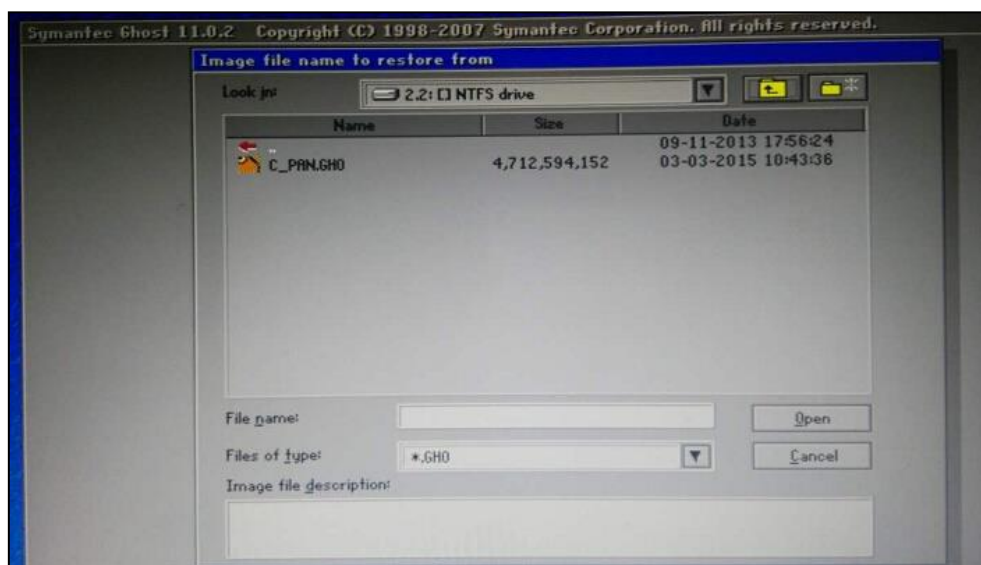 Symantec Ghost 11.0.2 Copyright (C) 1998-2007 Symantec Corporation. All rights reserved.
Image file name to restore from
Look in: 2.2: [] NTFS drive
Name Size Date
.. 09-11-2013 17:56:24
C_PAN.GHO 4,712,594,152 03-03-2015 10:43:36
File name: Open
Files of type: *.GHO Cancel
Image file description: